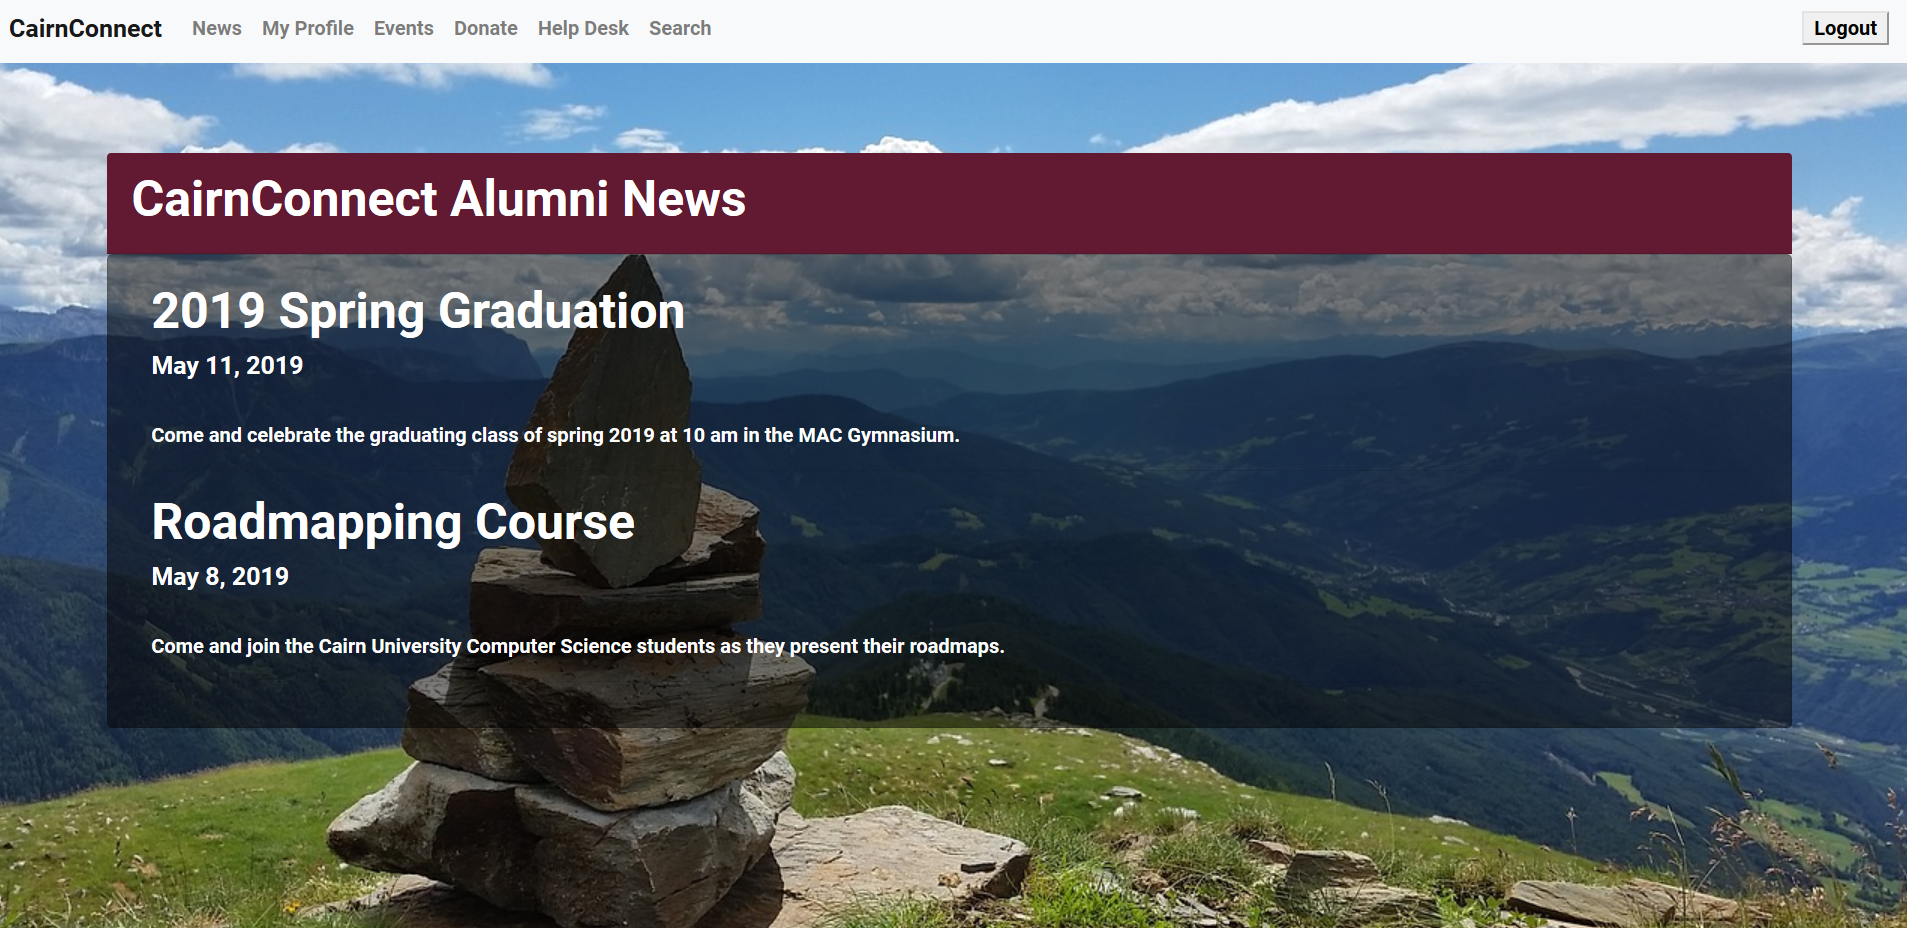 CairnConnect News My Profile Events Donate Help Desk Search Logout
CairnConnect Alumni News
2019 Spring Graduation
May 11, 2019
Come and celebrate the graduating class of spring 2019 at 10 am in the MAC Gymnasium.
Roadmapping Course
May 8, 2019
Come and join the Cairn University Computer Science students as they present their roadmaps.